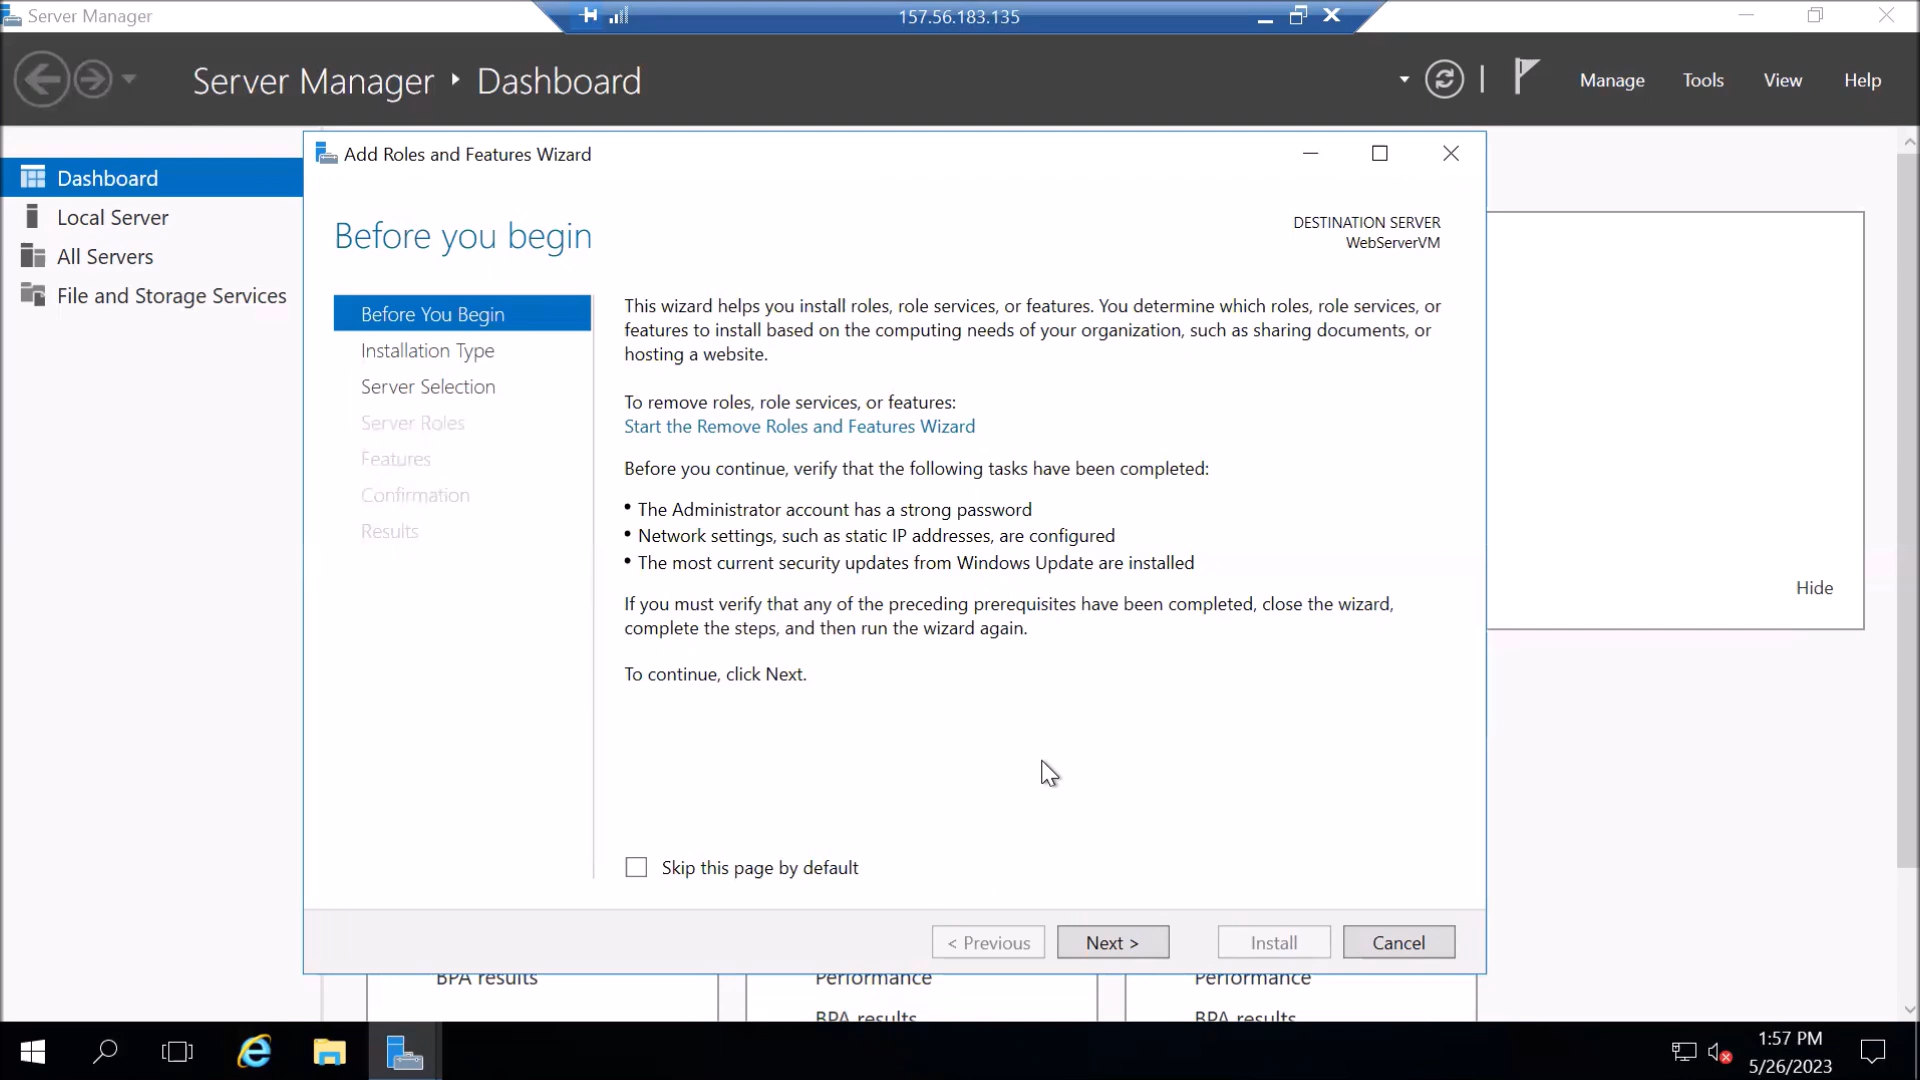 Server Manager
157.56.183.135
Server Manager ‣ Dashboard
Manage Tools View Help
Dashboard
Local Server
All Servers
File and Storage Services
Add Roles and Features Wizard
Before you begin
DESTINATION SERVER
WebServerVM
Before You Begin
Installation Type
Server Selection
Server Roles
Features
Confirmation
Results
This wizard helps you install roles, role services, or features. You determine which roles, role services, or
features to install based on the computing needs of your organization, such as sharing documents, or
hosting a website.
To remove roles, role services, or features:
Start the Remove Roles and Features Wizard
Before you continue, verify that the following tasks have been completed:
• The Administrator account has a strong password
• Network settings, such as static IP addresses, are configured
• The most current security updates from Windows Update are installed
If you must verify that any of the preceding prerequisites have been completed, close the wizard,
complete the steps, and then run the wizard again.
To continue, click Next.
Skip this page by default
< Previous Next > Install Cancel
Hide
BPA results Performance Performance
BPA results BPA results
1:57 PM
5/26/2023